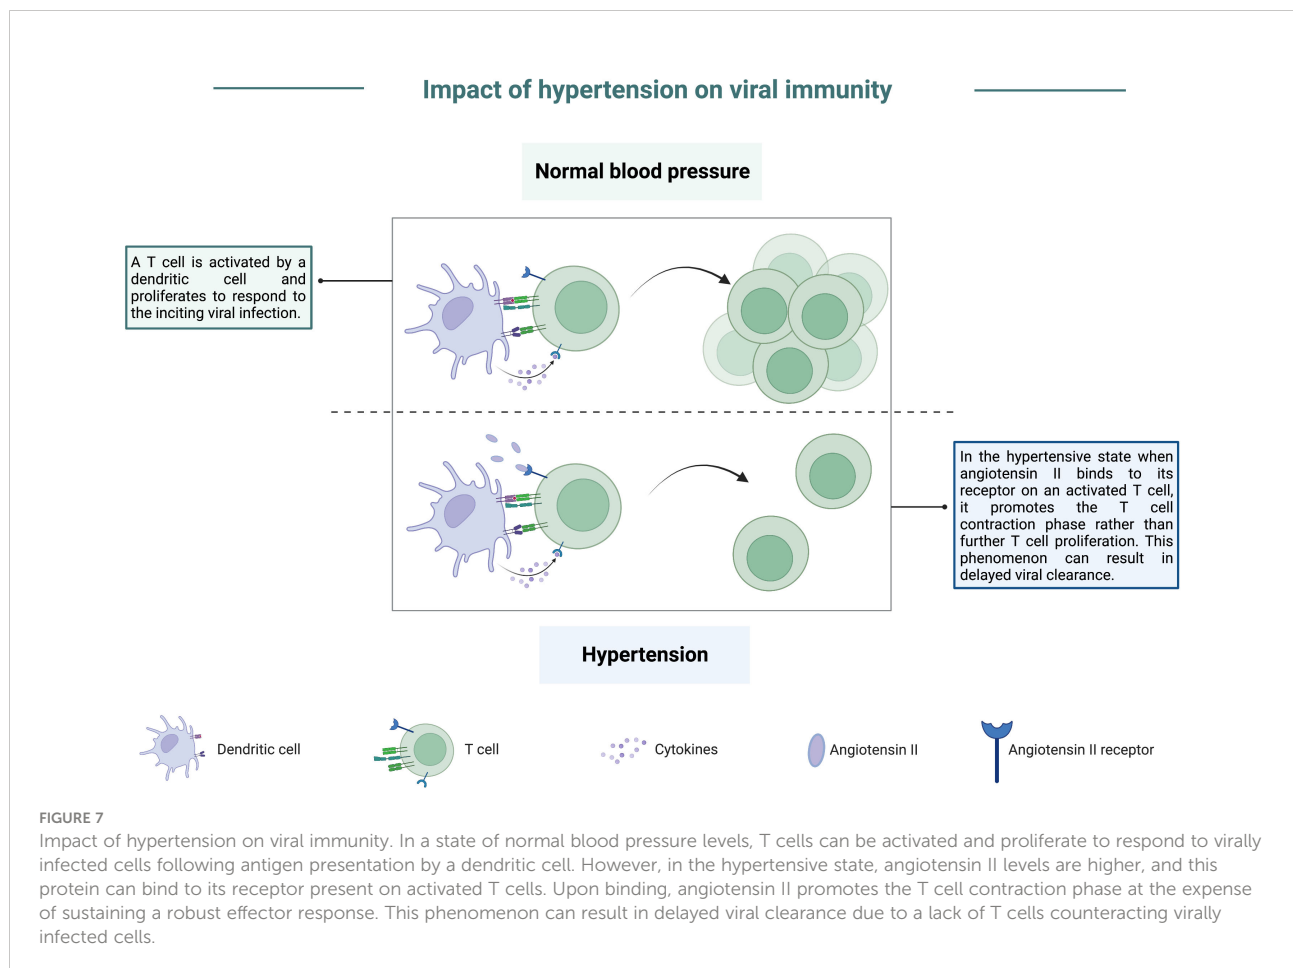 Impact of hypertension on viral immunity
Normal blood pressure
A T cell is activated by a
dendritic cell and
proliferates to respond to
the inciting viral infection.
In the hypertensive state when
angiotensin II binds to its
receptor on an activated T cell,
it promotes the T cell
contraction phase rather than
further T cell proliferation. This
phenomenon can result in
delayed viral clearance.
Hypertension
Dendritic cell
T cell
Cytokines
Angiotensin II
Angiotensin II receptor
FIGURE 7
Impact of hypertension on viral immunity. In a state of normal blood pressure levels, T cells can be activated and proliferate to respond to virally
infected cells following antigen presentation by a dendritic cell. However, in the hypertensive state, angiotensin II levels are higher, and this
protein can bind to its receptor present on activated T cells. Upon binding, angiotensin II promotes the T cell contraction phase at the expense
of sustaining a robust effector response. This phenomenon can result in delayed viral clearance due to a lack of T cells counteracting virally
infected cells.